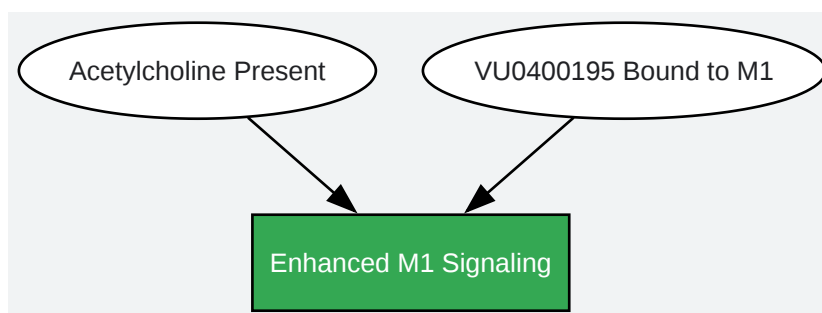 Acetylcholine Present
VU0400195 Bound to M1
Enhanced M1 Signaling